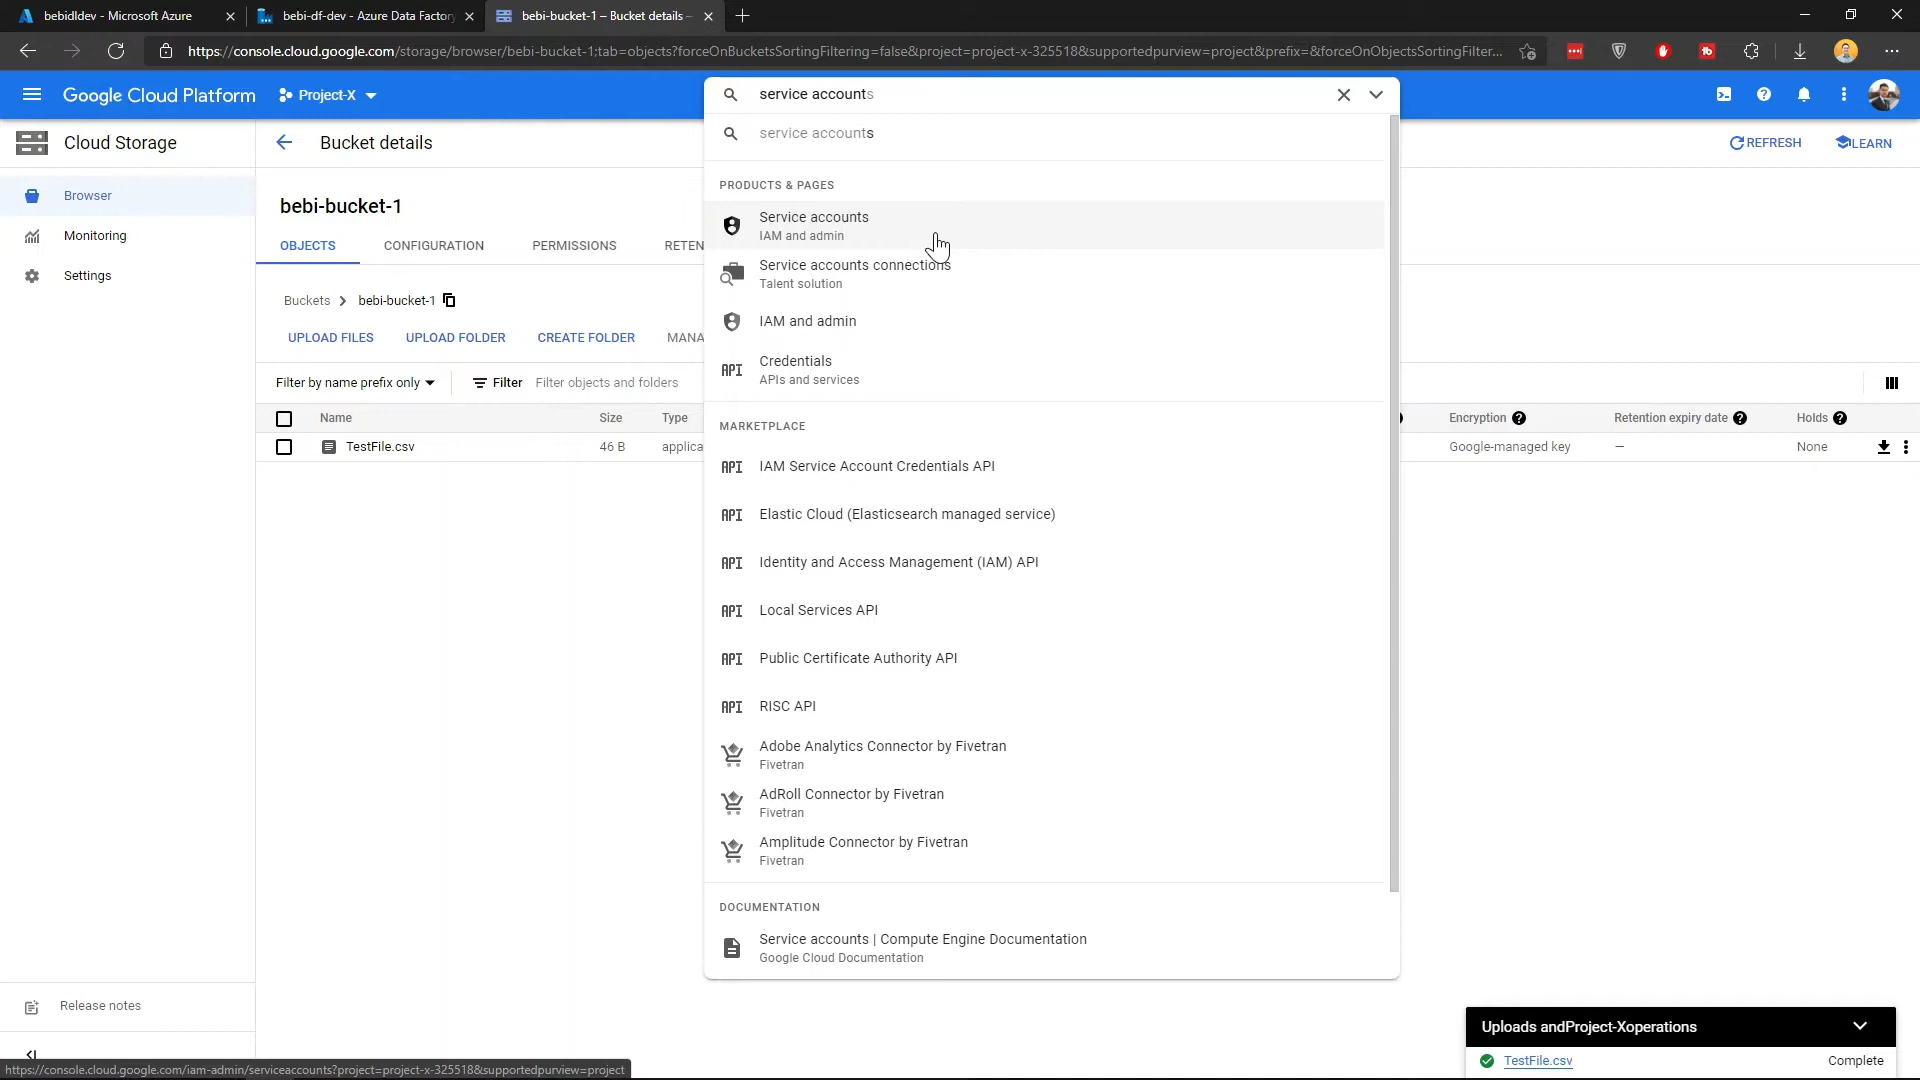 bebidldev - Microsoft Azure
bebi-df-dev - Azure Data Factory
bebi-bucket-1 – Bucket details –
https://console.cloud.google.com/storage/browser/bebi-bucket-1;tab=objects?forceOnBucketsSortingFiltering=false&project=project-x-325518&supportedpurview=project&prefix=&forceOnObjectsSortingFilter...
Google Cloud Platform
Project-X
service accounts
Cloud Storage
Bucket details
REFRESH
LEARN
service accounts
PRODUCTS & PAGES
Browser
Monitoring
Settings
bebi-bucket-1
OBJECTS
CONFIGURATION
PERMISSIONS
RETEN
Service accounts
IAM and admin
Service accounts connections
Talent solution
IAM and admin
Credentials
APIs and services
Buckets
bebi-bucket-1
UPLOAD FILES
UPLOAD FOLDER
CREATE FOLDER
MANA
Filter by name prefix only
Filter
Filter objects and folders
Name
Size
Type
Encryption
Retention expiry date
Holds
TestFile.csv
46 B
applica
Google-managed key
—
None
MARKETPLACE
API
IAM Service Account Credentials API
API
Elastic Cloud (Elasticsearch managed service)
API
Identity and Access Management (IAM) API
API
Local Services API
API
Public Certificate Authority API
API
RISC API
API
Adobe Analytics Connector by Fivetran
Fivetran
AdRoll Connector by Fivetran
Fivetran
Amplitude Connector by Fivetran
Fivetran
DOCUMENTATION
Service accounts | Compute Engine Documentation
Google Cloud Documentation
Release notes
Uploads andProject-Xoperations
TestFile.csv
Complete
https://console.cloud.google.com/iam-admin/serviceaccounts?project=project-x-325518&supportedpurview=project